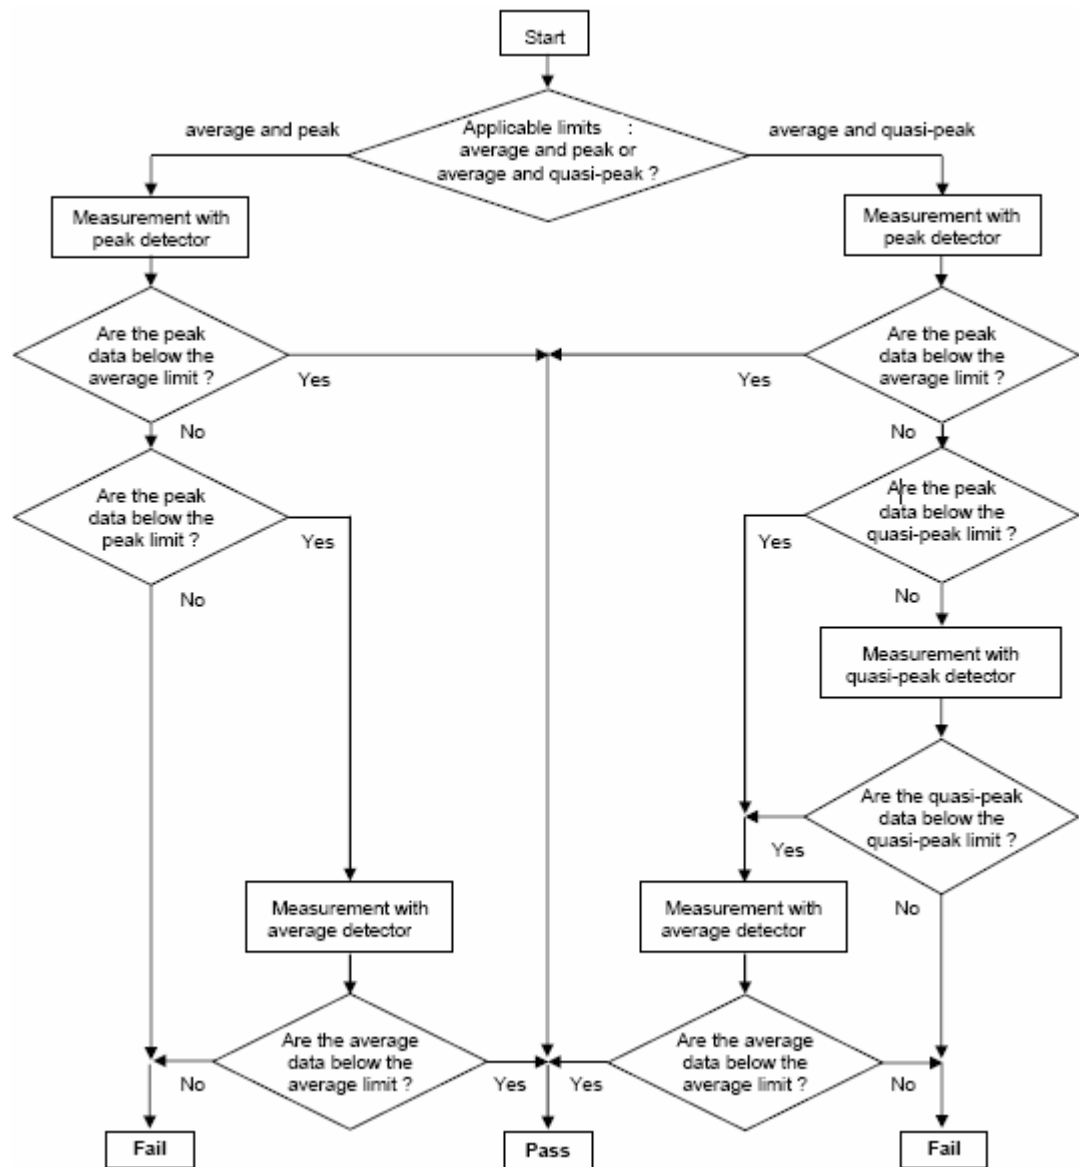 Start
Applicable limits :
average and peak or
average and quasi-peak ?
average and peak
average and quasi-peak
Measurement with
peak detector
Measurement with
peak detector
Are the peak
data below the
average limit ?
Yes
No
Are the peak
data below the
average limit ?
Yes
No
Are the peak
data below the
peak limit ?
Yes
No
Are the peak
data below the
quasi-peak limit ?
Yes
No
Measurement with
quasi-peak detector
Are the quasi-peak
data below the
quasi-peak limit ?
Yes
No
Measurement with
average detector
Measurement with
average detector
Are the average
data below the
average limit ?
No
Yes
Are the average
data below the
average limit ?
Yes
No
Fail
Pass
Fail